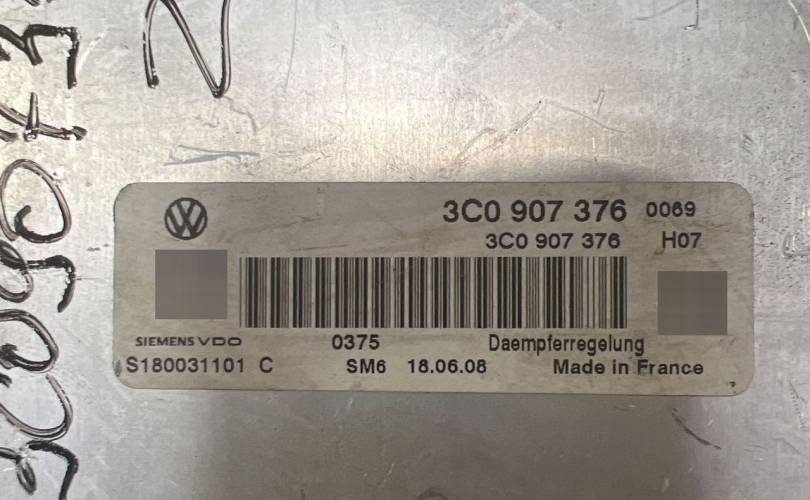 3C0 907 376 0069
3C0 907 376 H07
SIEMENS VDO 0375 Daempferregelung
S180031101 C SM6 18.06.08 Made in France